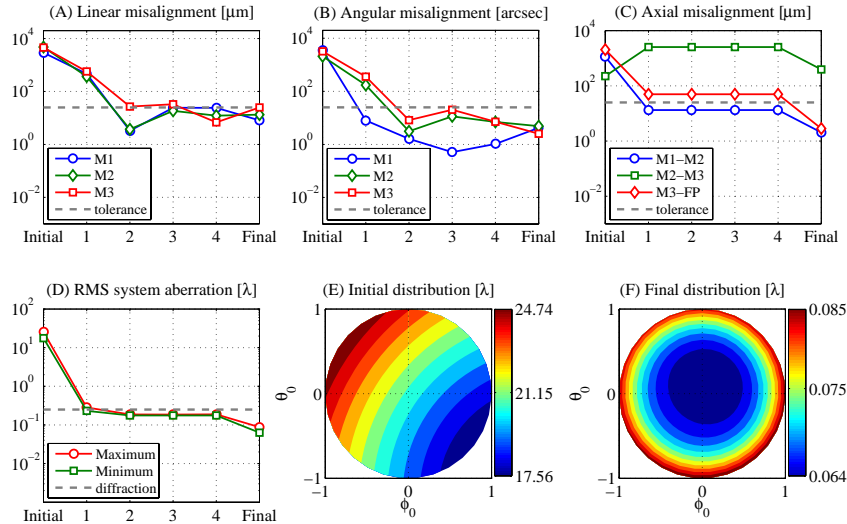 (A) Linear misalignment [μm]
10^4
10^2
10^0
10^−2
M1
M2
M3
tolerance
Initial 1 2 3 4 Final
(B) Angular misalignment [arcsec]
10^4
10^2
10^0
10^−2
M1
M2
M3
tolerance
Initial 1 2 3 4 Final
(C) Axial misalignment [μm]
10^4
10^2
10^0
10^−2
M1−M2
M2−M3
M3−FP
tolerance
Initial 1 2 3 4 Final
(D) RMS system aberration [λ]
10^2
10^1
10^0
10^−1
10^−2
Maximum
Minimum
diffraction
Initial 1 2 3 4 Final
(E) Initial distribution [λ]
1
0
−1
θ_0
−1 0 1
ϕ_0
24.74
21.15
17.56
(F) Final distribution [λ]
1
0
−1
θ_0
−1 0 1
ϕ_0
0.085
0.075
0.064